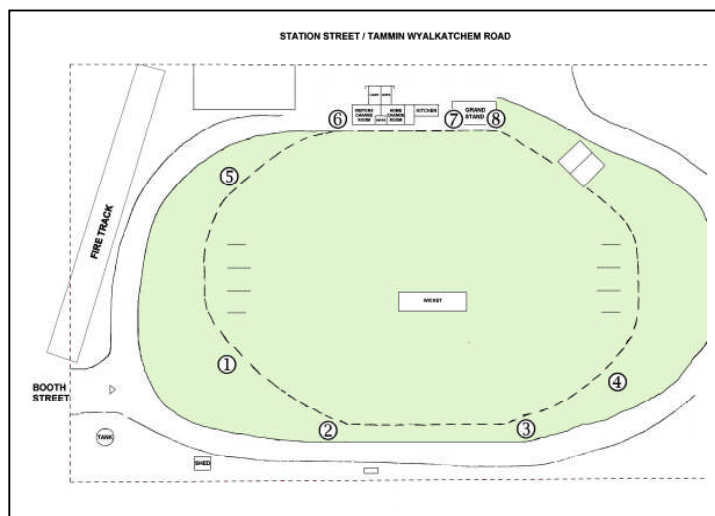 STATION STREET / TAMMIN WYALKATCHEM ROAD
VISITORS
CHANGE
ROOM
HOME
CHANGE
ROOM
KITCHEN
GRAND
STAND
⑥
⑦
⑧
⑤
FIRE TRACK
WICKET
①
④
BOOTH
STREET
②
③
TANK
SHED